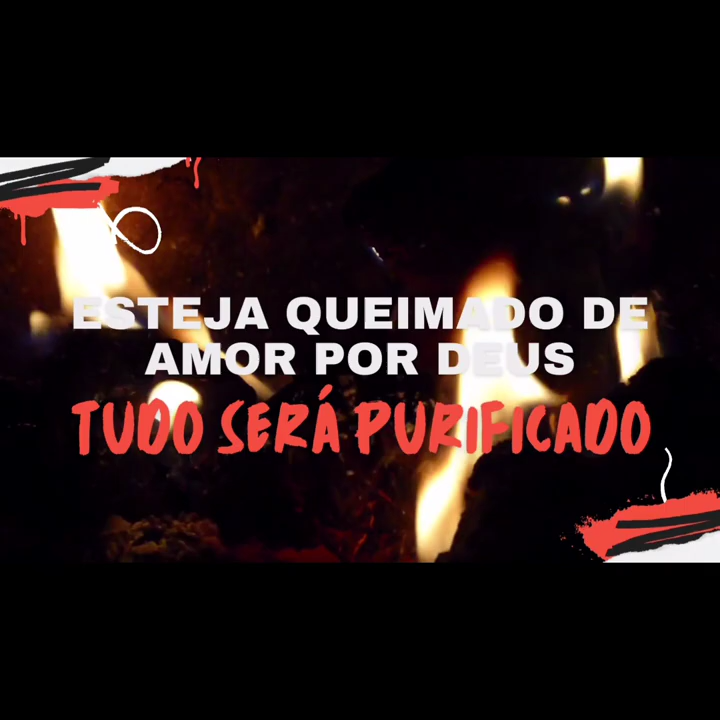 ESTEJA QUEIMADO DE
AMOR POR DEUS
TUDO SERÁ PURIFICADO